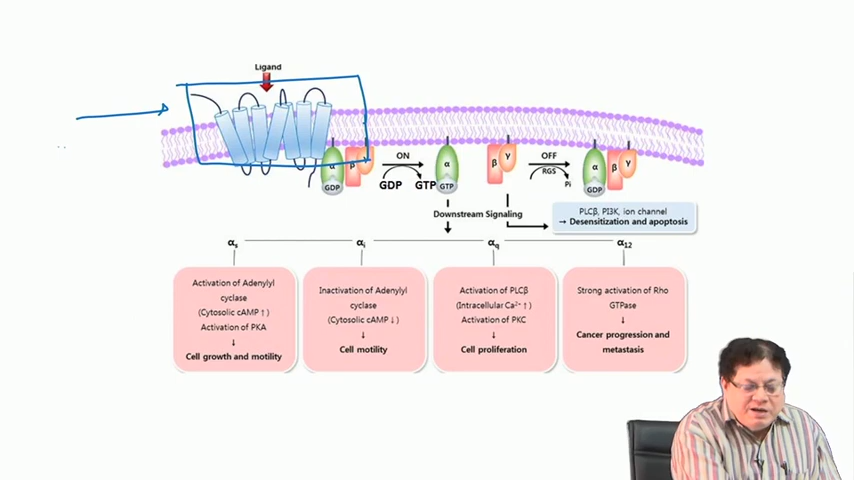 Ligand
α
β
GDP
ON
GDP
GTP
α
GTP
β
γ
OFF
RGS
Pi
α
β
γ
GDP
Downstream Signaling
PLCβ, PI3K, ion channel
→ Desensitization and apoptosis
αs
αi
αq
α12
Activation of Adenylyl
cyclase
(Cytosolic cAMP ↑)
Activation of PKA
↓
Cell growth and motility
Inactivation of Adenylyl
cyclase
(Cytosolic cAMP ↓)
↓
Cell motility
Activation of PLCβ
(Intracellular Ca²⁺ ↑)
Activation of PKC
↓
Cell proliferation
Strong activation of Rho
GTPase
↓
Cancer progression and
metastasis